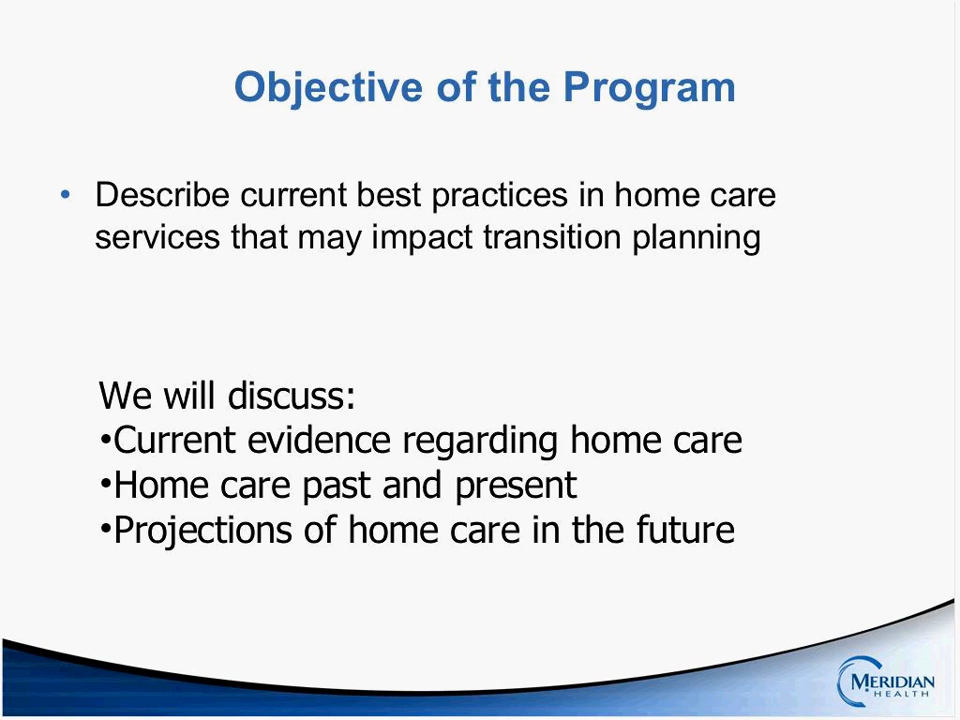 Objective of the Program
• Describe current best practices in home care
services that may impact transition planning
We will discuss:
•Current evidence regarding home care
•Home care past and present
•Projections of home care in the future
MERIDIAN
HEALTH